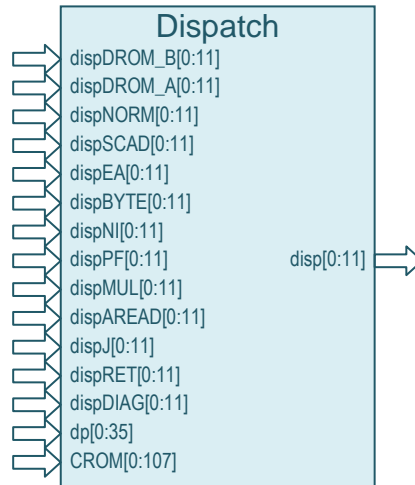 Dispatch
dispDROM_B[0:11]
dispDROM_A[0:11]
dispNORM[0:11]
dispSCAD[0:11]
dispEA[0:11]
dispBYTE[0:11]
dispNI[0:11]
dispPF[0:11] disp[0:11]
dispMUL[0:11]
dispAREAD[0:11]
dispJ[0:11]
dispRET[0:11]
dispDIAG[0:11]
dp[0:35]
CROM[0:107]